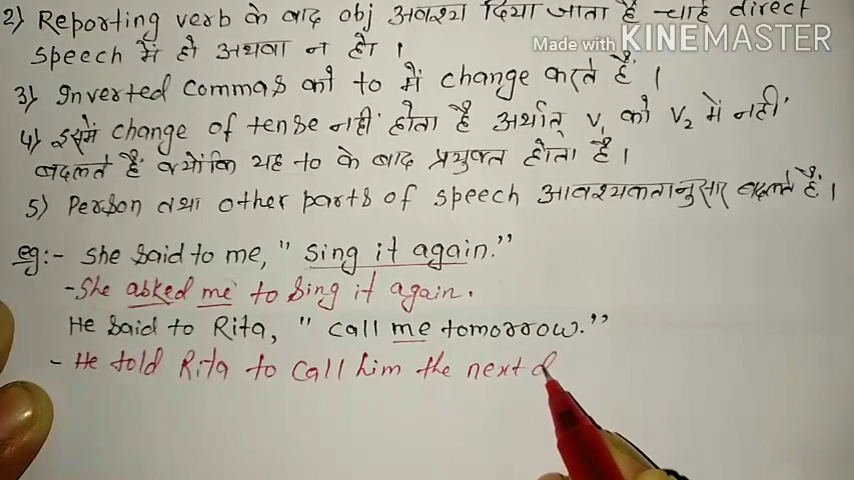 2) Reporting verb के बाद obj अवश्य दिया जाता है चाहे direct
speech में हो अथवा न हो ।
Made with KINEMASTER
3) Inverted commas को to में change करते हैं ।
4) इसमें change of tense नहीं होता है अर्थात् V1 को V2 में नहीं
बदलते हैं क्योंकि यह to के बाद प्रयुक्त होता है ।
5) Person तथा other parts of speech आवश्यकतानुसार बदलते हैं ।
eg:- She said to me, "Sing it again."
- She asked me to sing it again.
He said to Rita, "Call me tomorrow."
- He told Rita to call him the next d